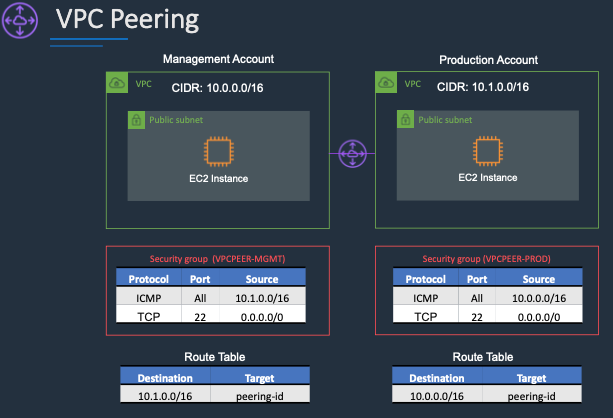 VPC Peering
Management Account
VPC
CIDR: 10.0.0.0/16
Public subnet
EC2 Instance
Production Account
VPC
CIDR: 10.1.0.0/16
Public subnet
EC2 Instance
Security group (VPCPEER-MGMT)
Protocol Port Source
ICMP All 10.1.0.0/16
TCP 22 0.0.0.0/0
Security group (VPCPEER-PROD)
Protocol Port Source
ICMP All 10.0.0.0/16
TCP 22 0.0.0.0/0
Route Table
Destination Target
10.1.0.0/16 peering-id
Route Table
Destination Target
10.0.0.0/16 peering-id